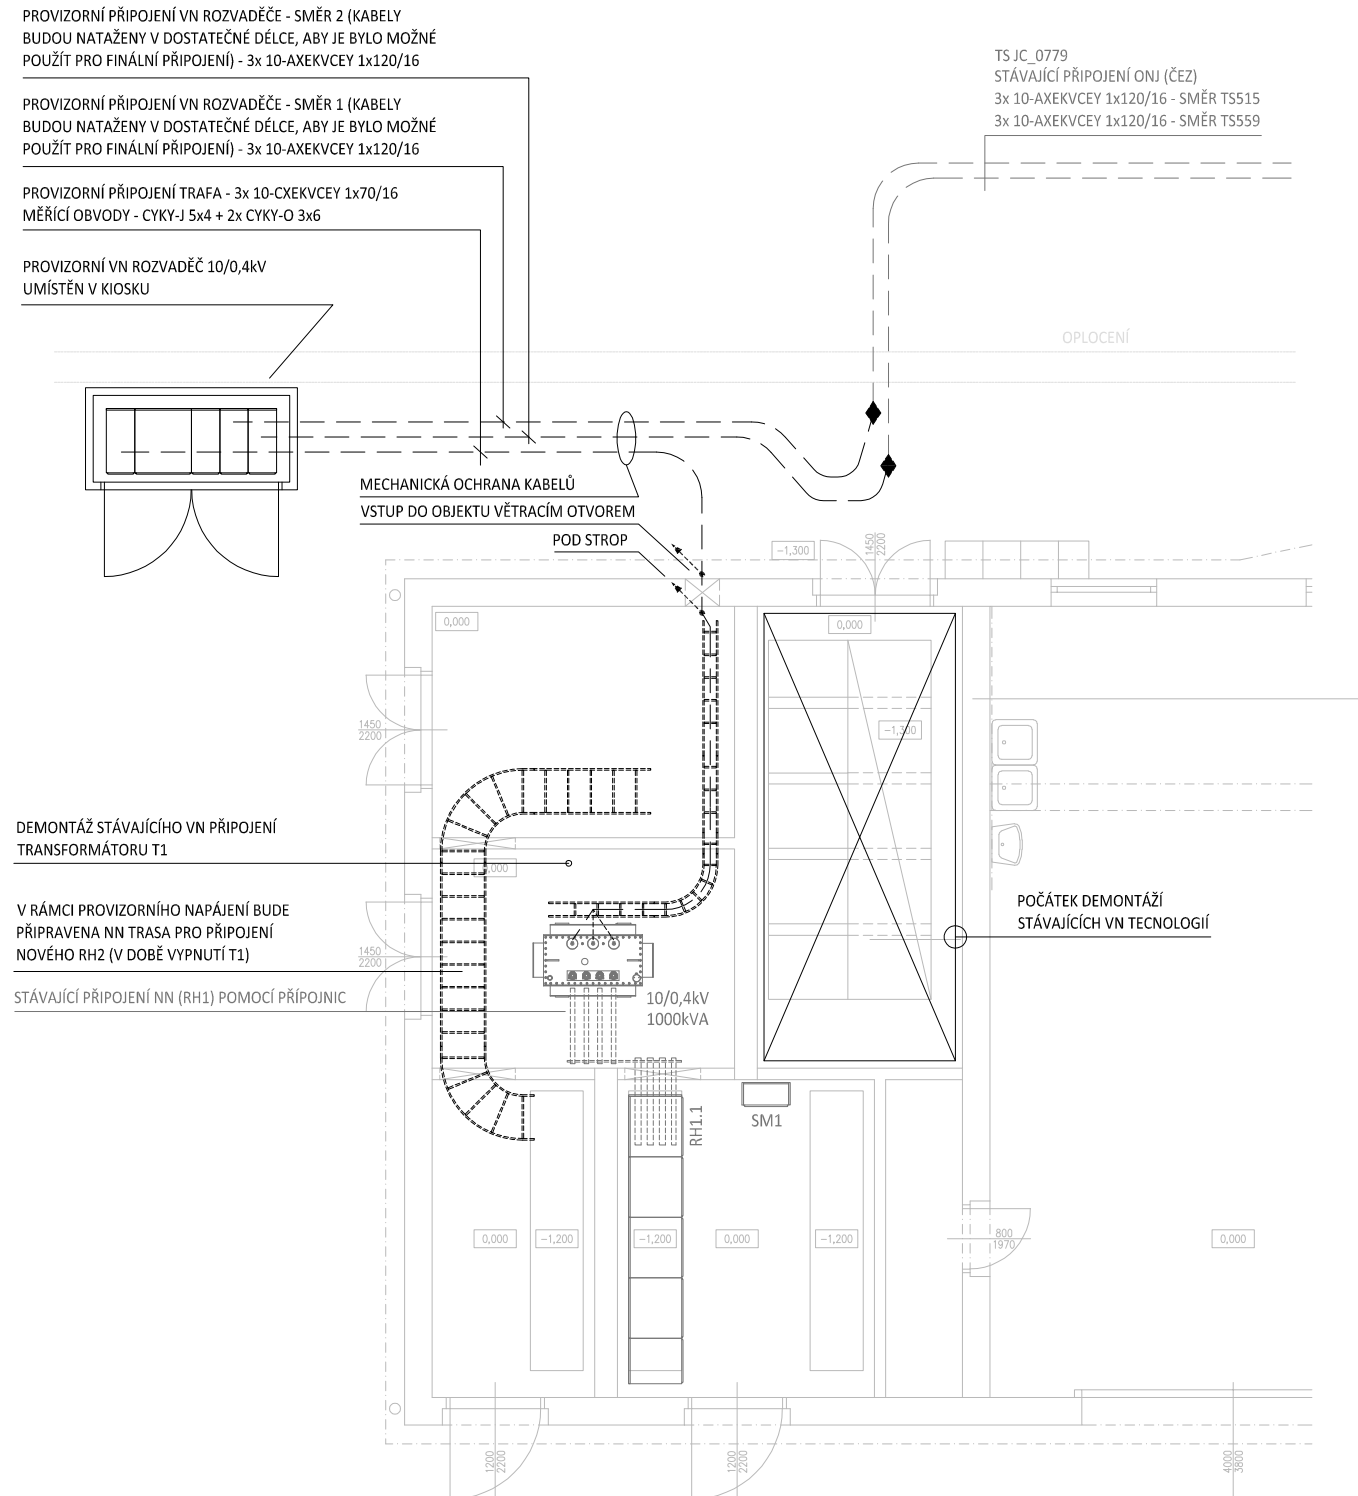 PROVIZORNÍ PŘIPOJENÍ VN ROZVADĚČE - SMĚR 2 (KABELY
BUDOU NATAŽENY V DOSTATEČNÉ DÉLCE, ABY JE BYLO MOŽNÉ
POUŽÍT PRO FINÁLNÍ PŘIPOJENÍ) - 3x 10-AXEKVCEY 1x120/16
PROVIZORNÍ PŘIPOJENÍ VN ROZVADĚČE - SMĚR 1 (KABELY
BUDOU NATAŽENY V DOSTATEČNÉ DÉLCE, ABY JE BYLO MOŽNÉ
POUŽÍT PRO FINÁLNÍ PŘIPOJENÍ) - 3x 10-AXEKVCEY 1x120/16
PROVIZORNÍ PŘIPOJENÍ TRAFA - 3x 10-CXEKVCEY 1x70/16
MĚŘÍCÍ OBVODY - CYKY-J 5x4 + 2x CYKY-O 3x6
PROVIZORNÍ VN ROZVADĚČ 10/0,4kV
UMÍSTĚN V KIOSKU
TS JC_0779
STÁVAJÍCÍ PŘIPOJENÍ ONJ (ČEZ)
3x 10-AXEKVCEY 1x120/16 - SMĚR TS515
3x 10-AXEKVCEY 1x120/16 - SMĚR TS559
OPLOCENÍ
MECHANICKÁ OCHRANA KABELŮ
VSTUP DO OBJEKTU VĚTRACÍM OTVOREM
POD STROP
-1,300
1450
2200
0,000
0,000
1450
2200
-1,300
DEMONTÁŽ STÁVAJÍCÍHO VN PŘIPOJENÍ
TRANSFORMÁTORU T1
0,000
V RÁMCI PROVIZORNÍHO NAPÁJENÍ BUDE
PŘIPRAVENA NN TRASA PRO PŘIPOJENÍ
NOVÉHO RH2 (V DOBĚ VYPNUTÍ T1)
1450
2200
STÁVAJÍCÍ PŘIPOJENÍ NN (RH1) POMOCÍ PŘÍPOJNIC
10/0,4kV
1000kVA
POČÁTEK DEMONTÁŽÍ
STÁVAJÍCÍCH VN TECNOLOGIÍ
RH1.1
SM1
0,000
-1,200
-1,200
0,000
-1,200
800
1970
0,000
1200
2200
1200
2200
4000
3800